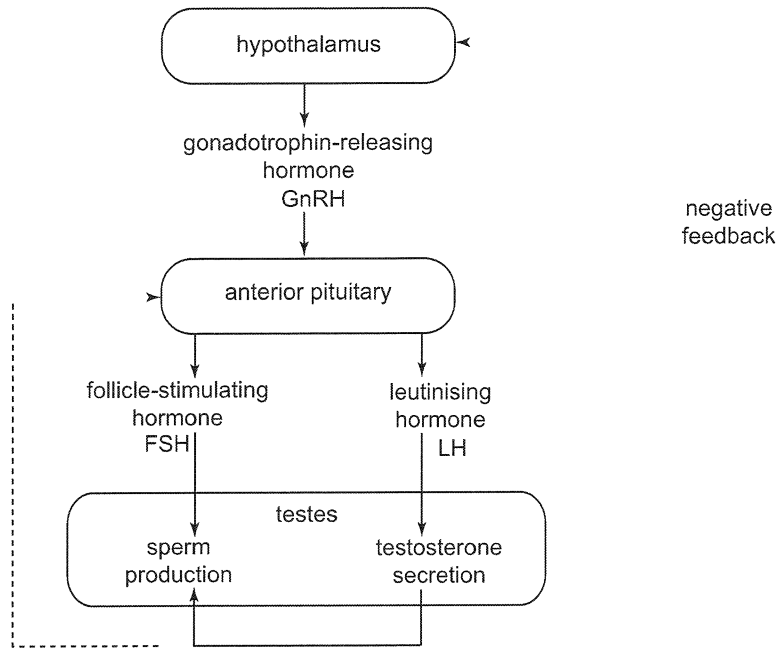 hypothalamus
gonadotrophin-releasing
hormone
GnRH
negative
feedback
anterior pituitary
follicle-stimulating
hormone
FSH
leutinising
hormone
LH
testes
sperm
production
testosterone
secretion